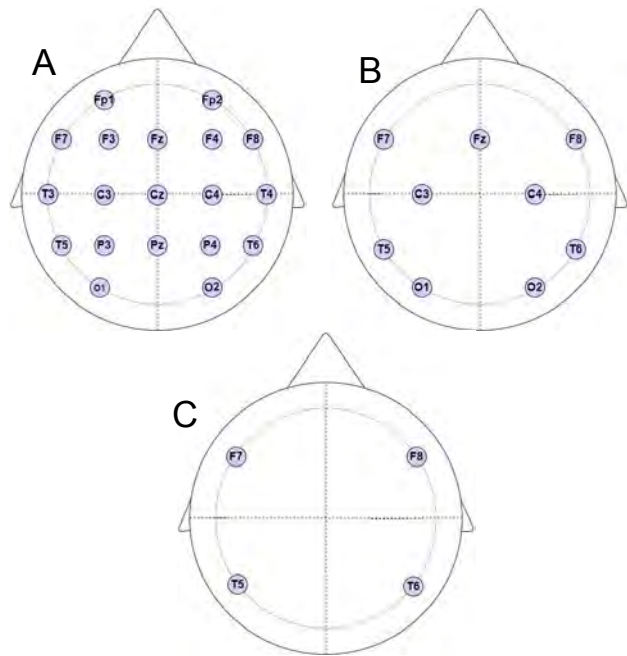 A
Fp1 Fp2
F7 F3 Fz F4 F8
T3 C3 Cz C4 T4
T5 P3 Pz P4 T6
O1 O2
B
F7 Fz F8
C3 C4
T5 T6
O1 O2
C
F7 F8
T5 T6